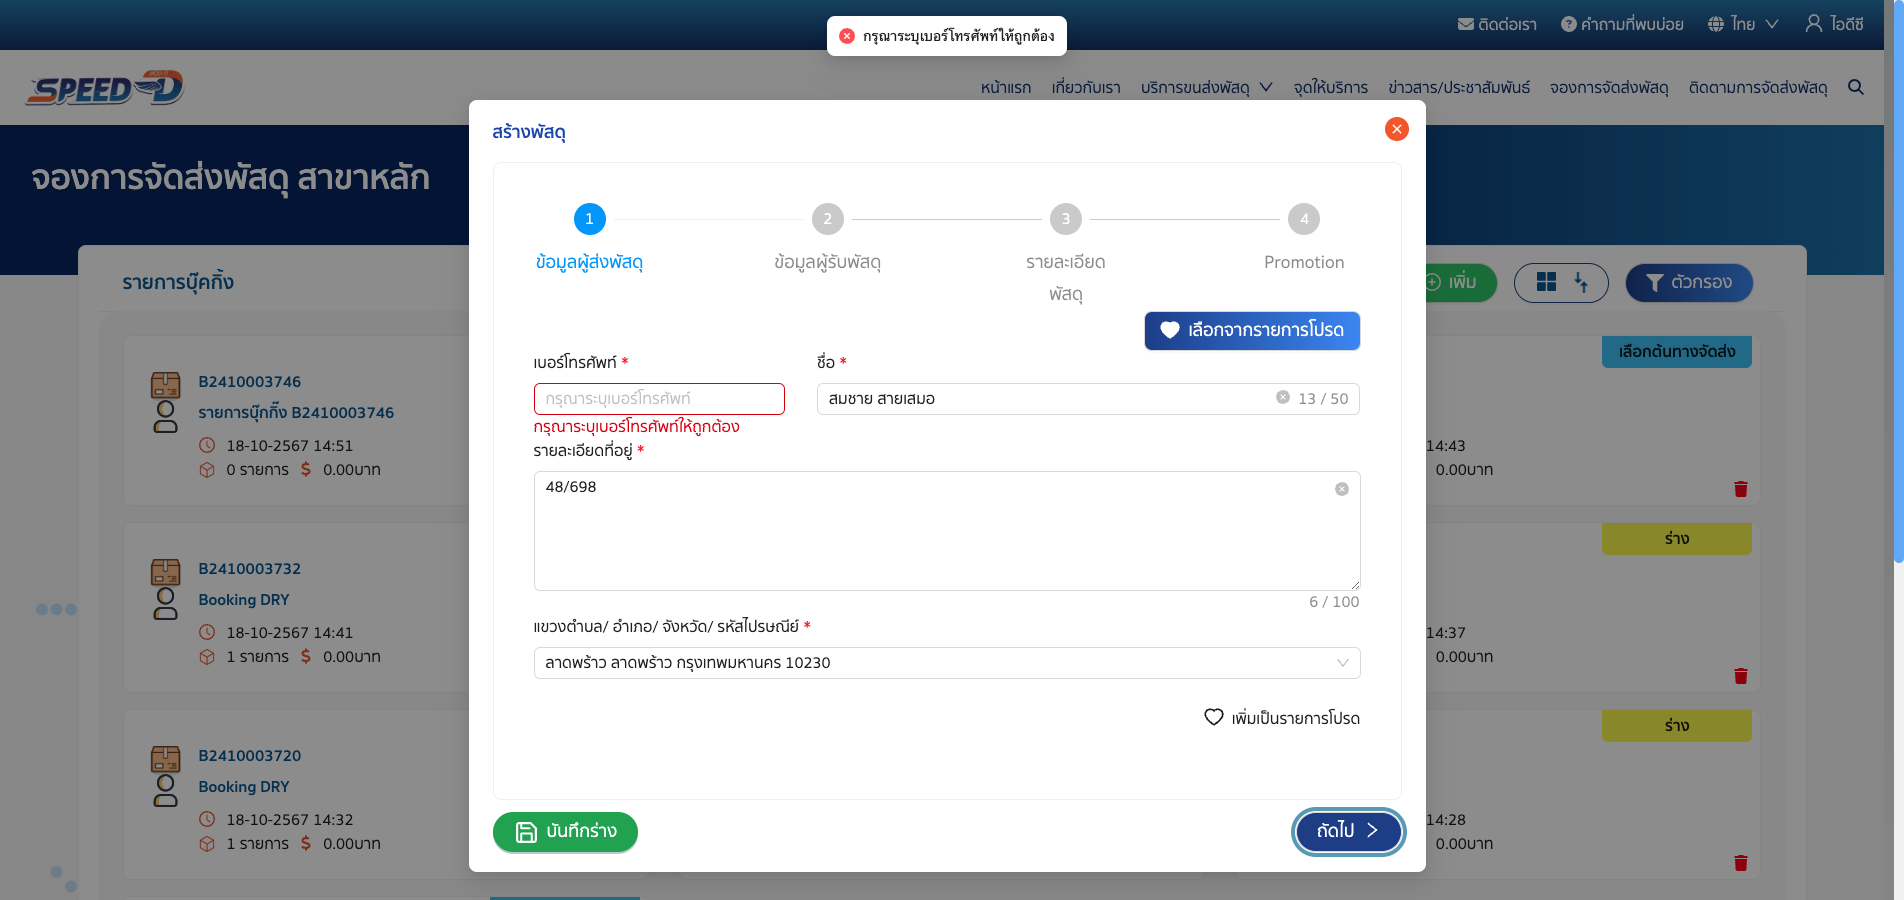 ติดต่อเรา
คำถามที่พบบ่อย
ไทย
ไอดีซี
กรุณาระบุเบอร์โทรศัพท์ให้ถูกต้อง
SPEED-D
หน้าแรก
เกี่ยวกับเรา
บริการขนส่งพัสดุ
จุดให้บริการ
ข่าวสาร/ประชาสัมพันธ์
จองการจัดส่งพัสดุ
ติดตามการจัดส่งพัสดุ
จองการจัดส่งพัสดุ สาขาหลัก
รายการบุ๊คกิ้ง
เพิ่ม
ตัวกรอง
B2410003746
รายการบุ๊กกิ๊ง B2410003746
18-10-2567 14:51
0 รายการ $ 0.00บาท
B2410003732
Booking DRY
18-10-2567 14:41
1 รายการ $ 0.00บาท
B2410003720
Booking DRY
18-10-2567 14:32
1 รายการ $ 0.00บาท
สร้างพัสดุ
1
2
3
4
ข้อมูลผู้ส่งพัสดุ
ข้อมูลผู้รับพัสดุ
รายละเอียด
พัสดุ
Promotion
เลือกจากรายการโปรด
เบอร์โทรศัพท์ *
กรุณาระบุเบอร์โทรศัพท์
กรุณาระบุเบอร์โทรศัพท์ให้ถูกต้อง
ชื่อ *
สมชาย สายเสมอ
13 / 50
รายละเอียดที่อยู่ *
48/698
6 / 100
แขวงตำบล/ อำเภอ/ จังหวัด/ รหัสไปรษณีย์ *
ลาดพร้าว ลาดพร้าว กรุงเทพมหานคร 10230
เพิ่มเป็นรายการโปรด
บันทึกร่าง
ถัดไป
เลือกต้นทางจัดส่ง
14:43
0.00บาท
ร่าง
14:37
0.00บาท
ร่าง
14:28
0.00บาท